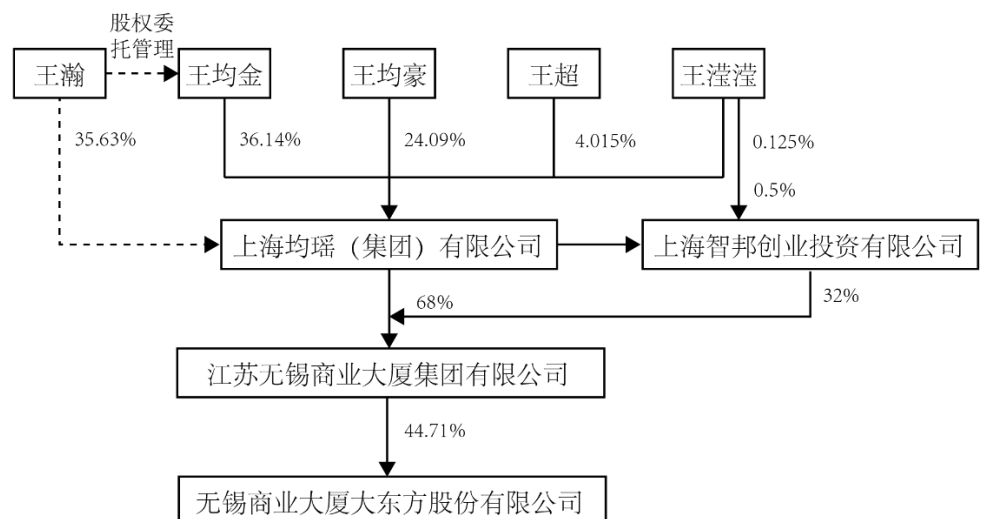 股权委
托管理
王瀚
王均金
王均豪
王超
王滢滢
35.63%
36.14%
24.09%
4.015%
0.125%
0.5%
上海均瑶（集团）有限公司
上海智邦创业投资有限公司
68%
32%
江苏无锡商业大厦集团有限公司
44.71%
无锡商业大厦大东方股份有限公司